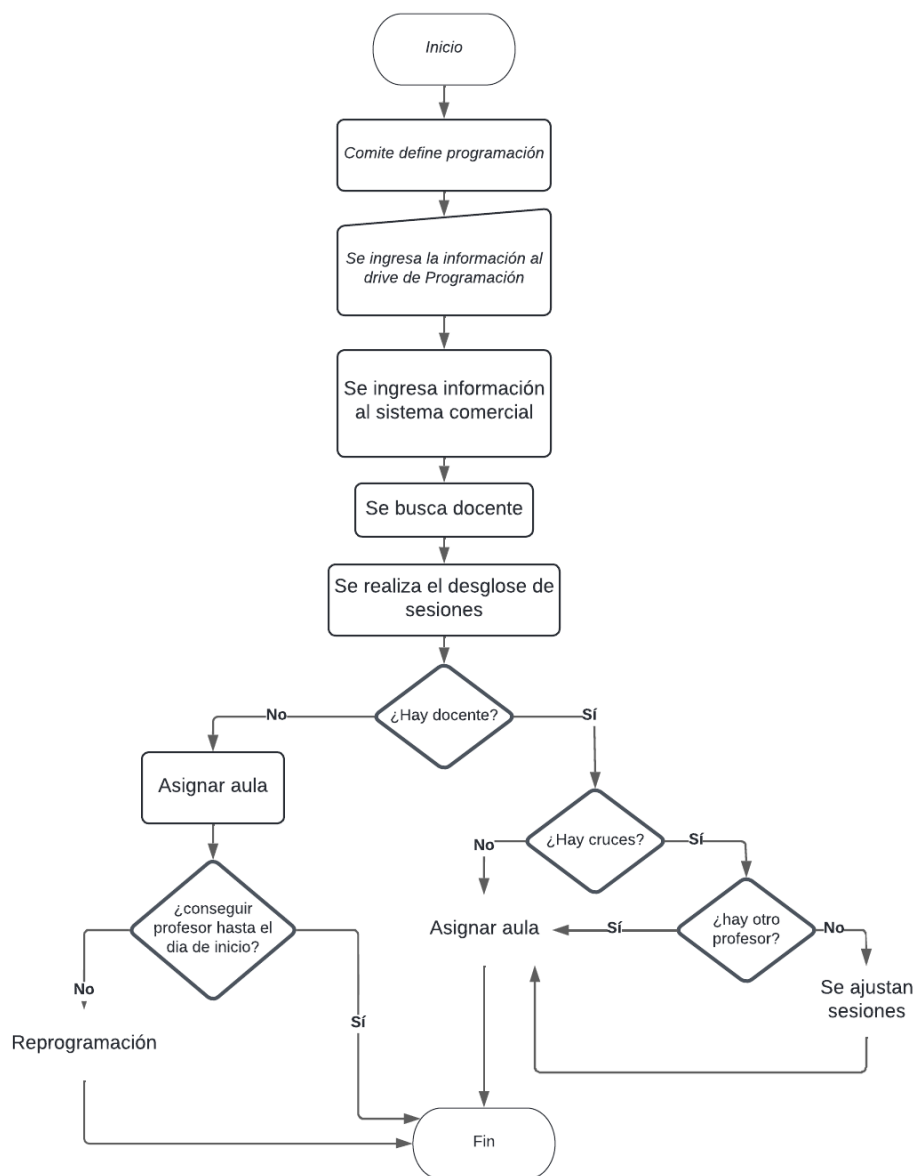 Inicio
Comite define programación
Se ingresa la información al
drive de Programación
Se ingresa información
al sistema comercial
Se busca docente
Se realiza el desglose de
sesiones
¿Hay docente?
No
Sí
Asignar aula
¿conseguir
profesor hasta el
dia de inicio?
No
Sí
Reprogramación
¿Hay cruces?
No
Sí
¿hay otro
profesor?
Sí
No
Asignar aula
Se ajustan
sesiones
Fin